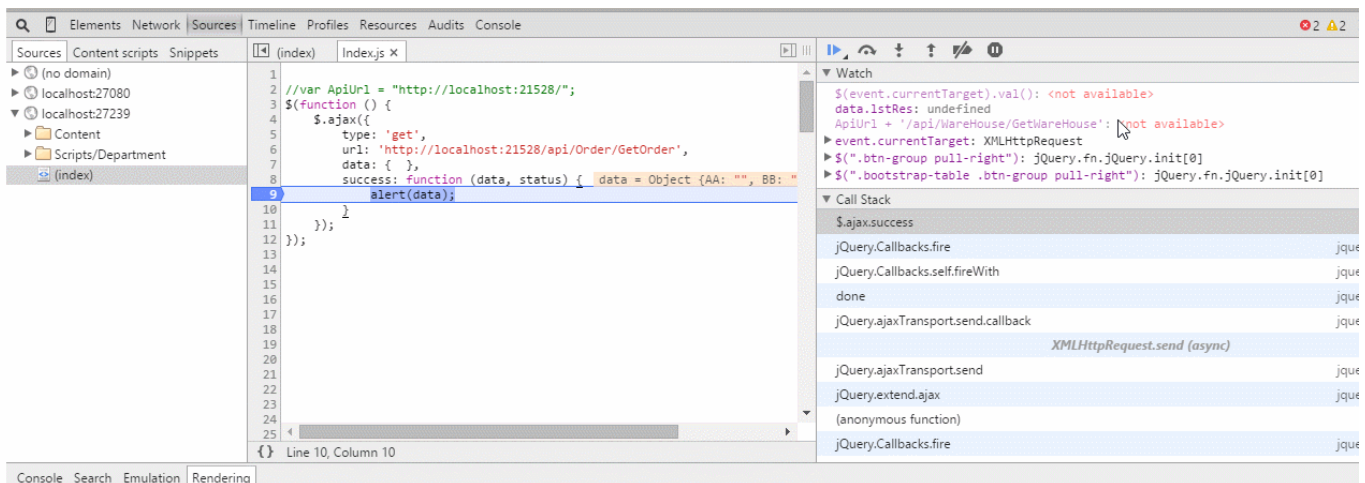 Elements Network Sources Timeline Profiles Resources Audits Console 2 2
Sources Content scripts Snippets
(index) Index.js ×
(no domain)
localhost:27080
localhost:27239
Content
Scripts/Department
(index)
1
2 //var ApiUrl = "http://localhost:21528/";
3 $(function () {
4 $.ajax({
5 type: 'get',
6 url: 'http://localhost:21528/api/Order/GetOrder',
7 data: { },
8 success: function (data, status) { data = Object {AA: "", BB: "
9 alert(data);
10 }
11 });
12 });
13
14
15
16
17
18
19
20
21
22
23
24
25
{} Line 10, Column 10
Watch
$(event.currentTarget).val(): <not available>
data.lstRes: undefined
ApiUrl + '/api/WareHouse/GetWareHouse': <not available>
event.currentTarget: XMLHttpRequest
$(".btn-group pull-right"): jQuery.fn.jQuery.init[0]
$(".bootstrap-table .btn-group pull-right"): jQuery.fn.jQuery.init[0]
Call Stack
$.ajax.success
jQuery.Callbacks.fire jque
jQuery.Callbacks.self.fireWith jque
done jque
jQuery.ajaxTransport.send.callback jque
XMLHttpRequest.send (async)
jQuery.ajaxTransport.send jque
jQuery.extend.ajax jque
(anonymous function)
jQuery.Callbacks.fire jque
Console Search Emulation Rendering